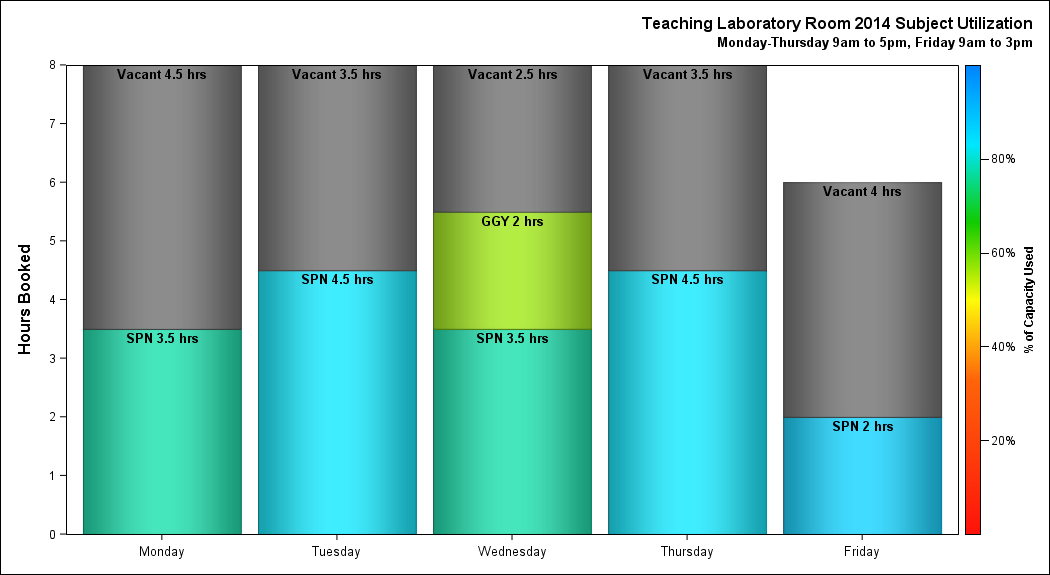 Teaching Laboratory Room 2014 Subject Utilization
Monday-Thursday 9am to 5pm, Friday 9am to 3pm
Hours Booked
8
7
6
5
4
3
2
1
0
Vacant 4.5 hrs
SPN 3.5 hrs
Vacant 3.5 hrs
SPN 4.5 hrs
Vacant 2.5 hrs
GGY 2 hrs
SPN 3.5 hrs
Vacant 3.5 hrs
SPN 4.5 hrs
Vacant 4 hrs
SPN 2 hrs
Monday
Tuesday
Wednesday
Thursday
Friday
80%
60%
40%
20%
% of Capacity Used